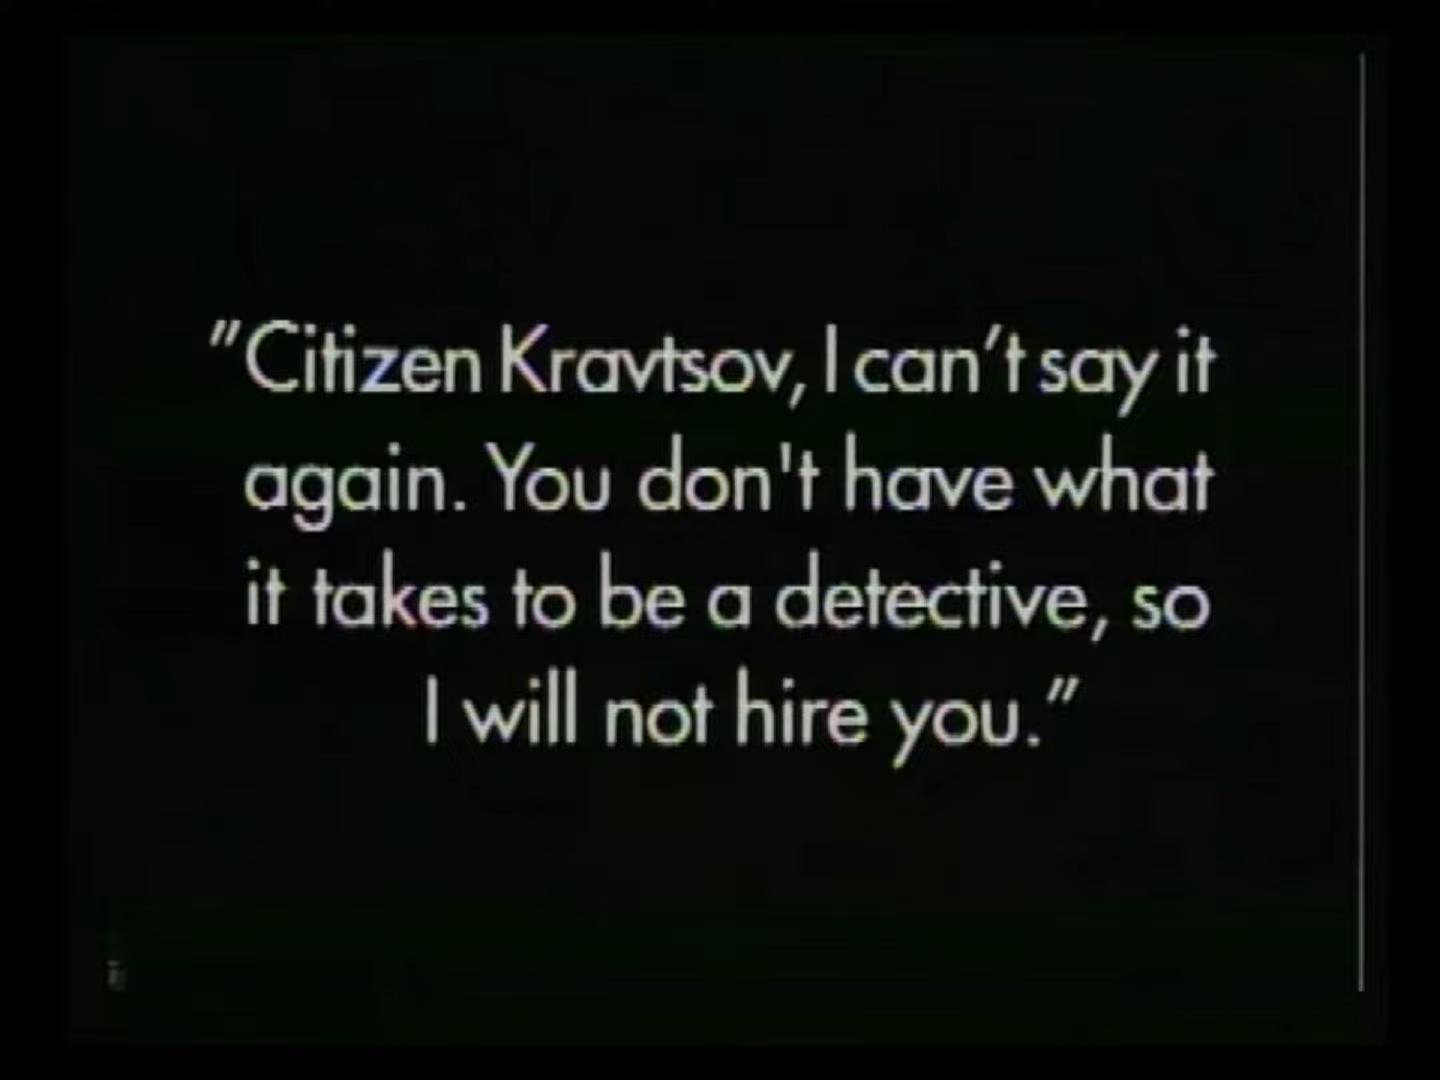 "Citizen Kravtsov, I can't say it
again. You don't have what
it takes to be a detective, so
I will not hire you."